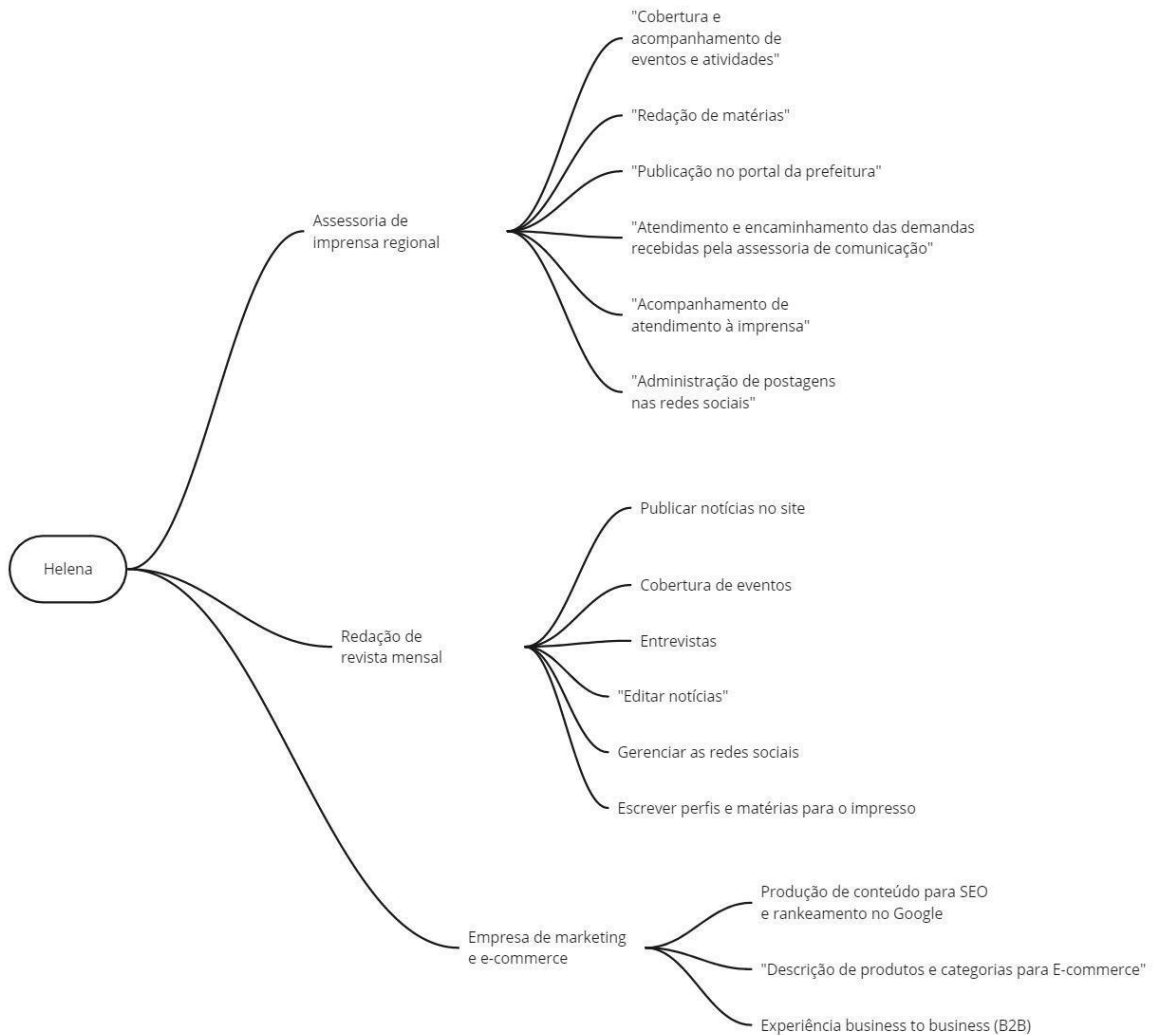 "Cobertura e
acompanhamento de
eventos e atividades"
"Redação de matérias"
"Publicação no portal da prefeitura"
Assessoria de
imprensa regional
"Atendimento e encaminhamento das demandas
recebidas pela assessoria de comunicação"
"Acompanhamento de
atendimento à imprensa"
"Administração de postagens
nas redes sociais"
Helena
Publicar notícias no site
Cobertura de eventos
Redação de
revista mensal
Entrevistas
"Editar notícias"
Gerenciar as redes sociais
Escrever perfis e matérias para o impresso
Empresa de marketing
e e-commerce
Produção de conteúdo para SEO
e rankeamento no Google
"Descrição de produtos e categorias para E-commerce"
Experiência business to business (B2B)